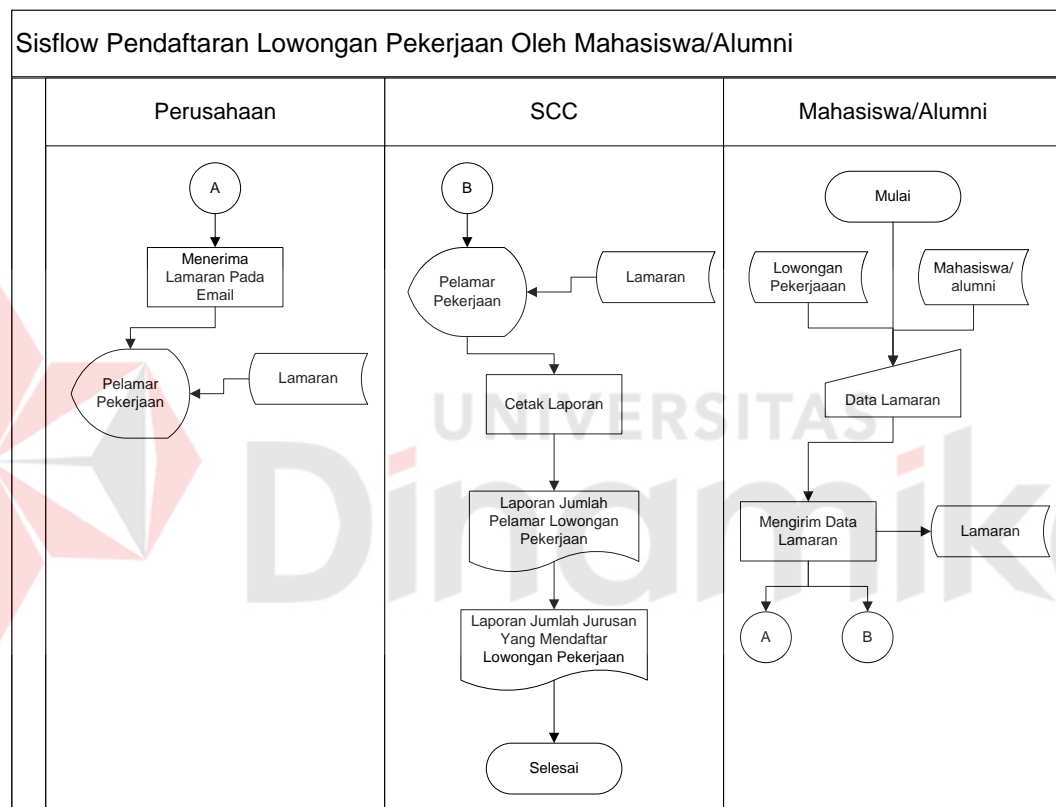 Sisflow Pendaftaran Lowongan Pekerjaan Oleh Mahasiswa/Alumni
Perusahaan
SCC
Mahasiswa/Alumni
A
Menerima
Lamaran Pada
Email
Pelamar
Pekerjaan
Lamaran
B
Pelamar
Pekerjaan
Lamaran
Cetak Laporan
Laporan Jumlah
Pelamar Lowongan
Pekerjaan
Laporan Jumlah Jurusan
Yang Mendaftar
Lowongan Pekerjaan
Selesai
Mulai
Lowongan
Pekerjaaan
Mahasiswa/
alumni
Data Lamaran
Mengirim Data
Lamaran
Lamaran
A
B
UNIVERSITAS
Dinamika